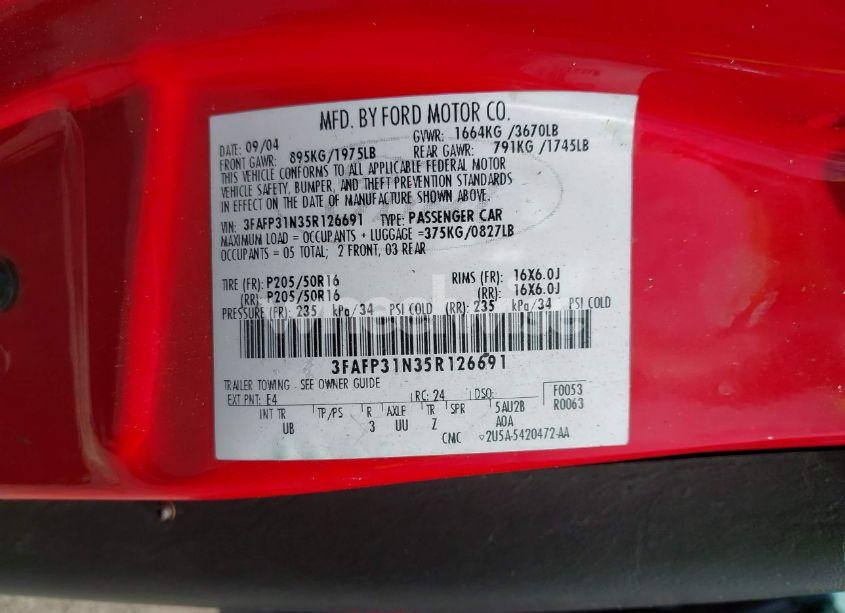 MFD. BY FORD MOTOR CO.
DATE: 09/04 GVWR: 1664KG /3670LB
FRONT GAWR: 895KG/1975LB REAR GAWR: 791KG /1745LB
THIS VEHICLE CONFORMS TO ALL APPLICABLE FEDERAL MOTOR
VEHICLE SAFETY, BUMPER, AND THEFT PREVENTION STANDARDS
IN EFFECT ON THE DATE OF MANUFACTURE SHOWN ABOVE.
VIN: 3FAFP31N35R126691 TYPE: PASSENGER CAR
MAXIMUM LOAD = OCCUPANTS + LUGGAGE =375KG/0827LB
OCCUPANTS = 05 TOTAL; 2 FRONT, 03 REAR
TIRE (FR): P205/50R16 RIMS (FR): 16X6.0J
(RR): P205/50R16 (RR): 16X6.0J
PRESSURE (FR): 235 kPa/34 PSI COLD (RR): 235 kPa/34 PSI COLD
3FAFP31N35R126691
TRAILER TOWING - SEE OWNER GUIDE
EXT PNT: E4 RC: 24 DSO: F0053
INT TR TP/PS R AXLE TR SPR 5AU2B R0063
UB 3 UU Z A0A
CMC 2U5A-5420472-AA